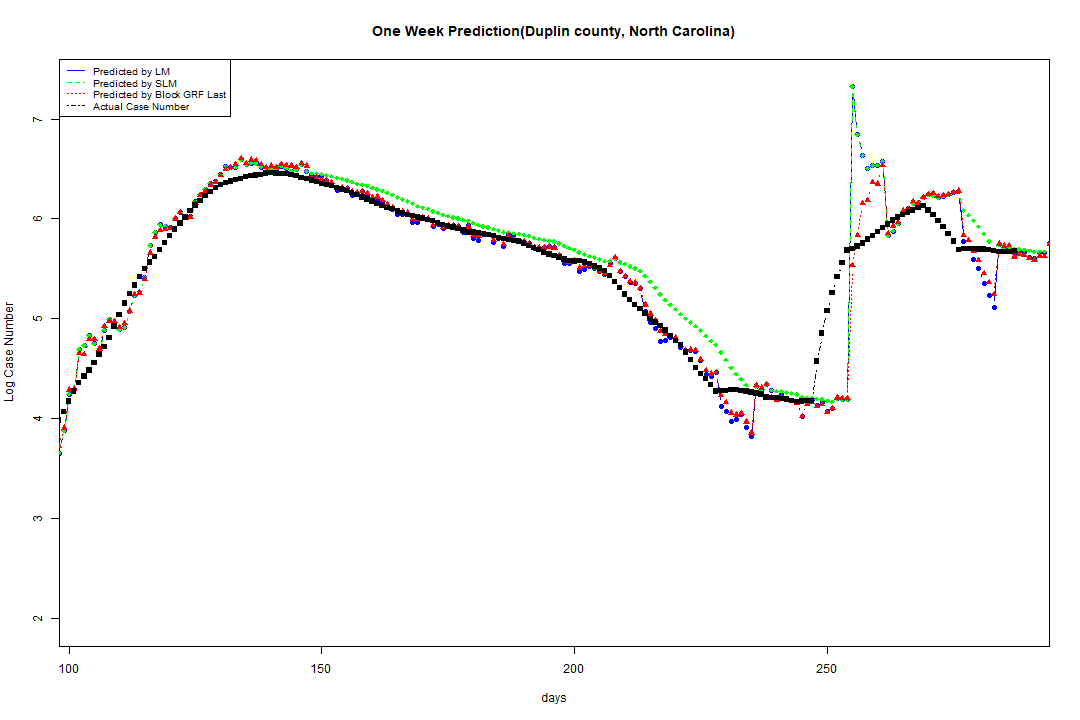 One Week Prediction(Duplin county, North Carolina)
Predicted by LM
Predicted by SLM
Predicted by Block GRF Last
Actual Case Number
Log Case Number
7
6
5
4
3
2
100 150 200 250
days